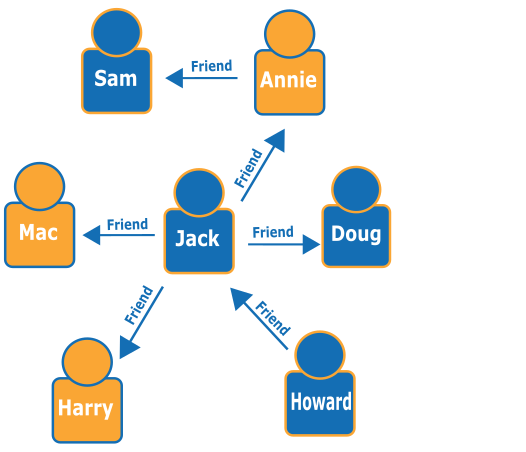 Sam
Friend
Annie
Friend
Mac
Friend
Jack
Friend
Doug
Friend
Friend
Harry
Howard